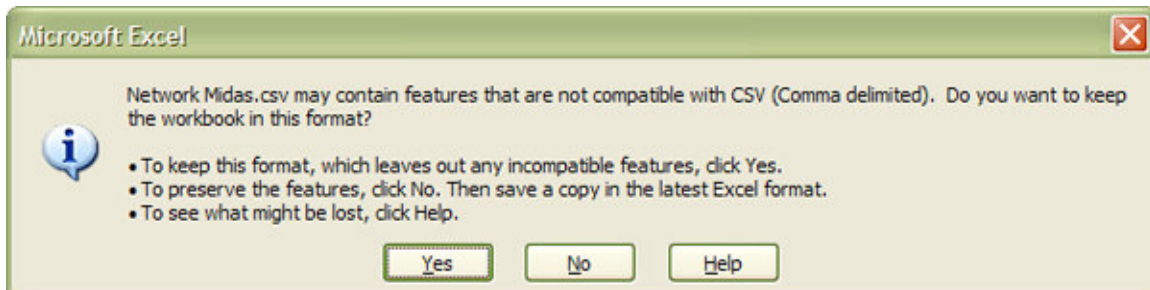 Microsoft Excel
Network Midas.csv may contain features that are not compatible with CSV (Comma delimited).  Do you want to keep
the workbook in this format?
• To keep this format, which leaves out any incompatible features, click Yes.
• To preserve the features, click No. Then save a copy in the latest Excel format.
• To see what might be lost, click Help.
Yes No Help